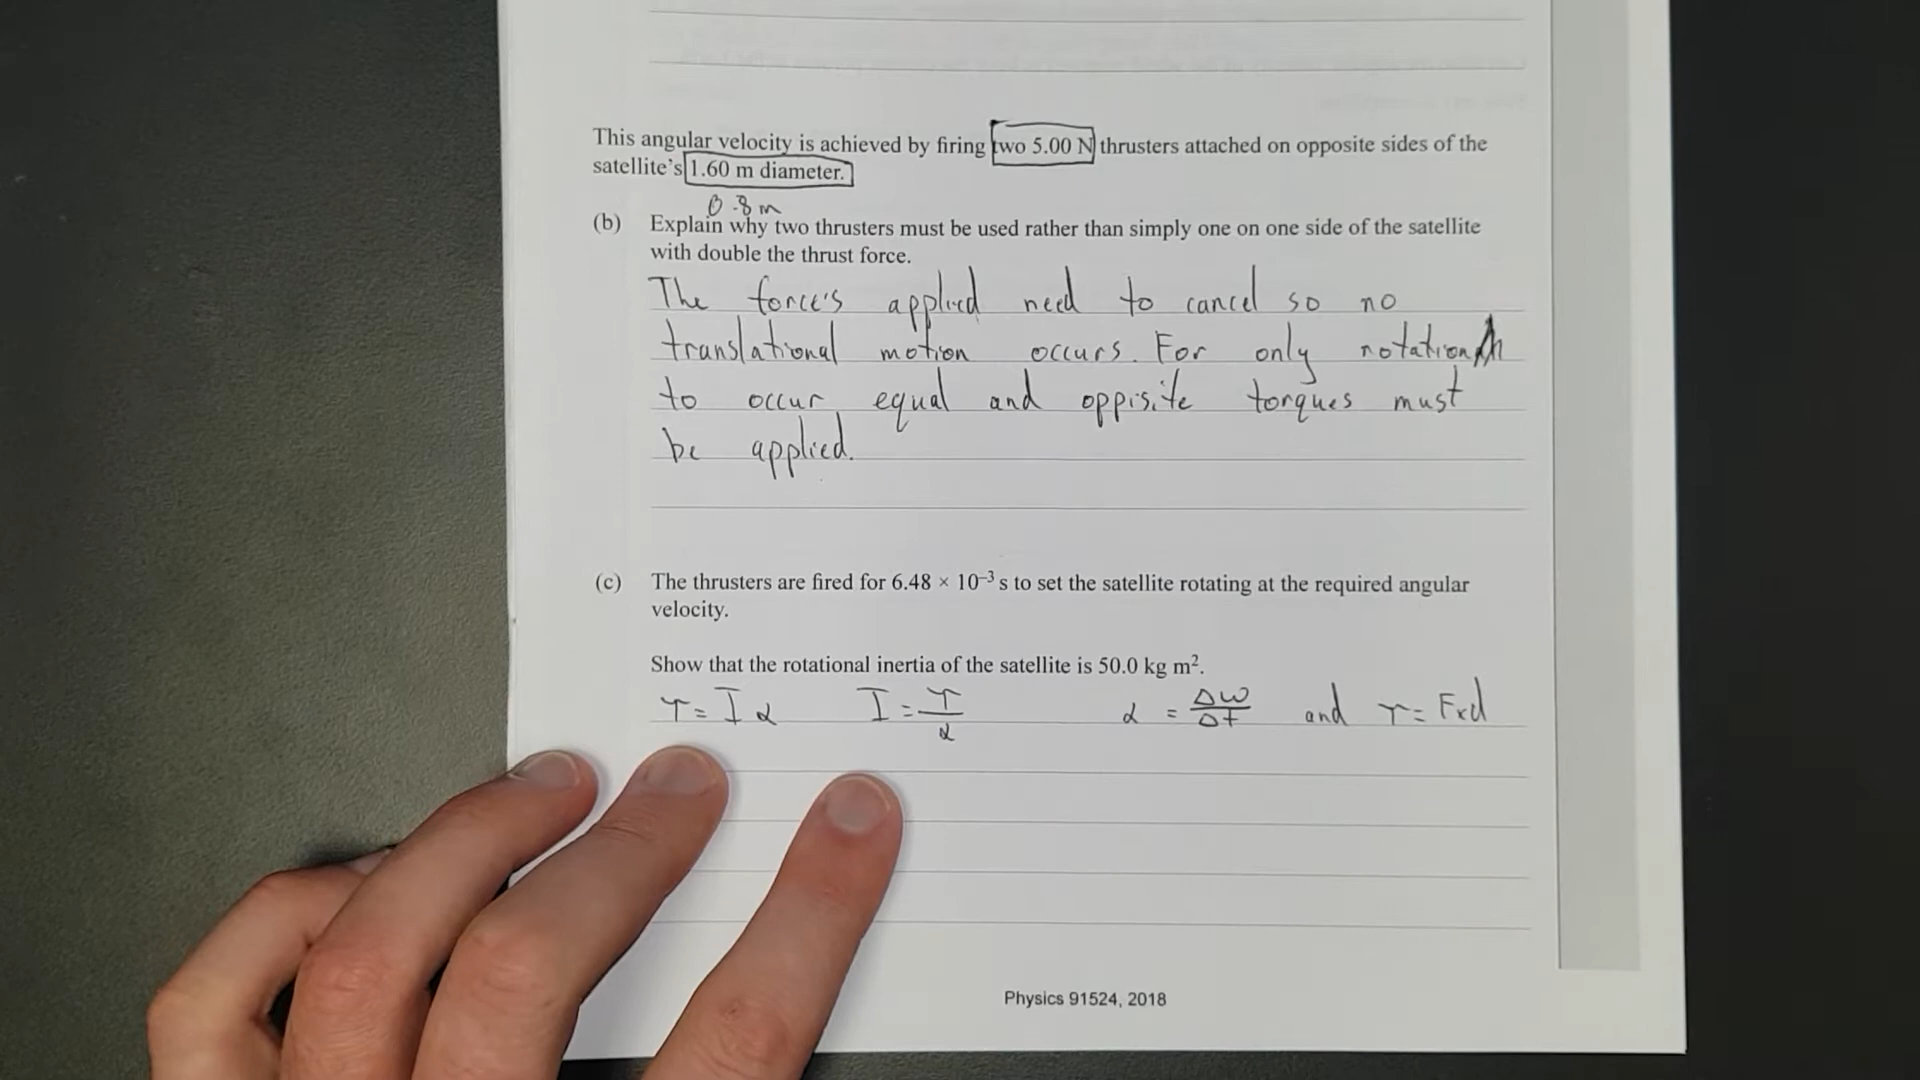 This angular velocity is achieved by firing two 5.00 N thrusters attached on opposite sides of the
satellite's 1.60 m diameter.
0.8 m
(b) Explain why two thrusters must be used rather than simply one on one side of the satellite
with double the thrust force.
The force's applied need to cancel so no
translational motion occurs. For only rotation
to occur equal and oppisite torques must
be applied.
(c) The thrusters are fired for 6.48 × 10⁻³ s to set the satellite rotating at the required angular
velocity.
Show that the rotational inertia of the satellite is 50.0 kg m².
τ = I α I = τ/α α = Δω/Δt and τ = F×d
Physics 91524, 2018